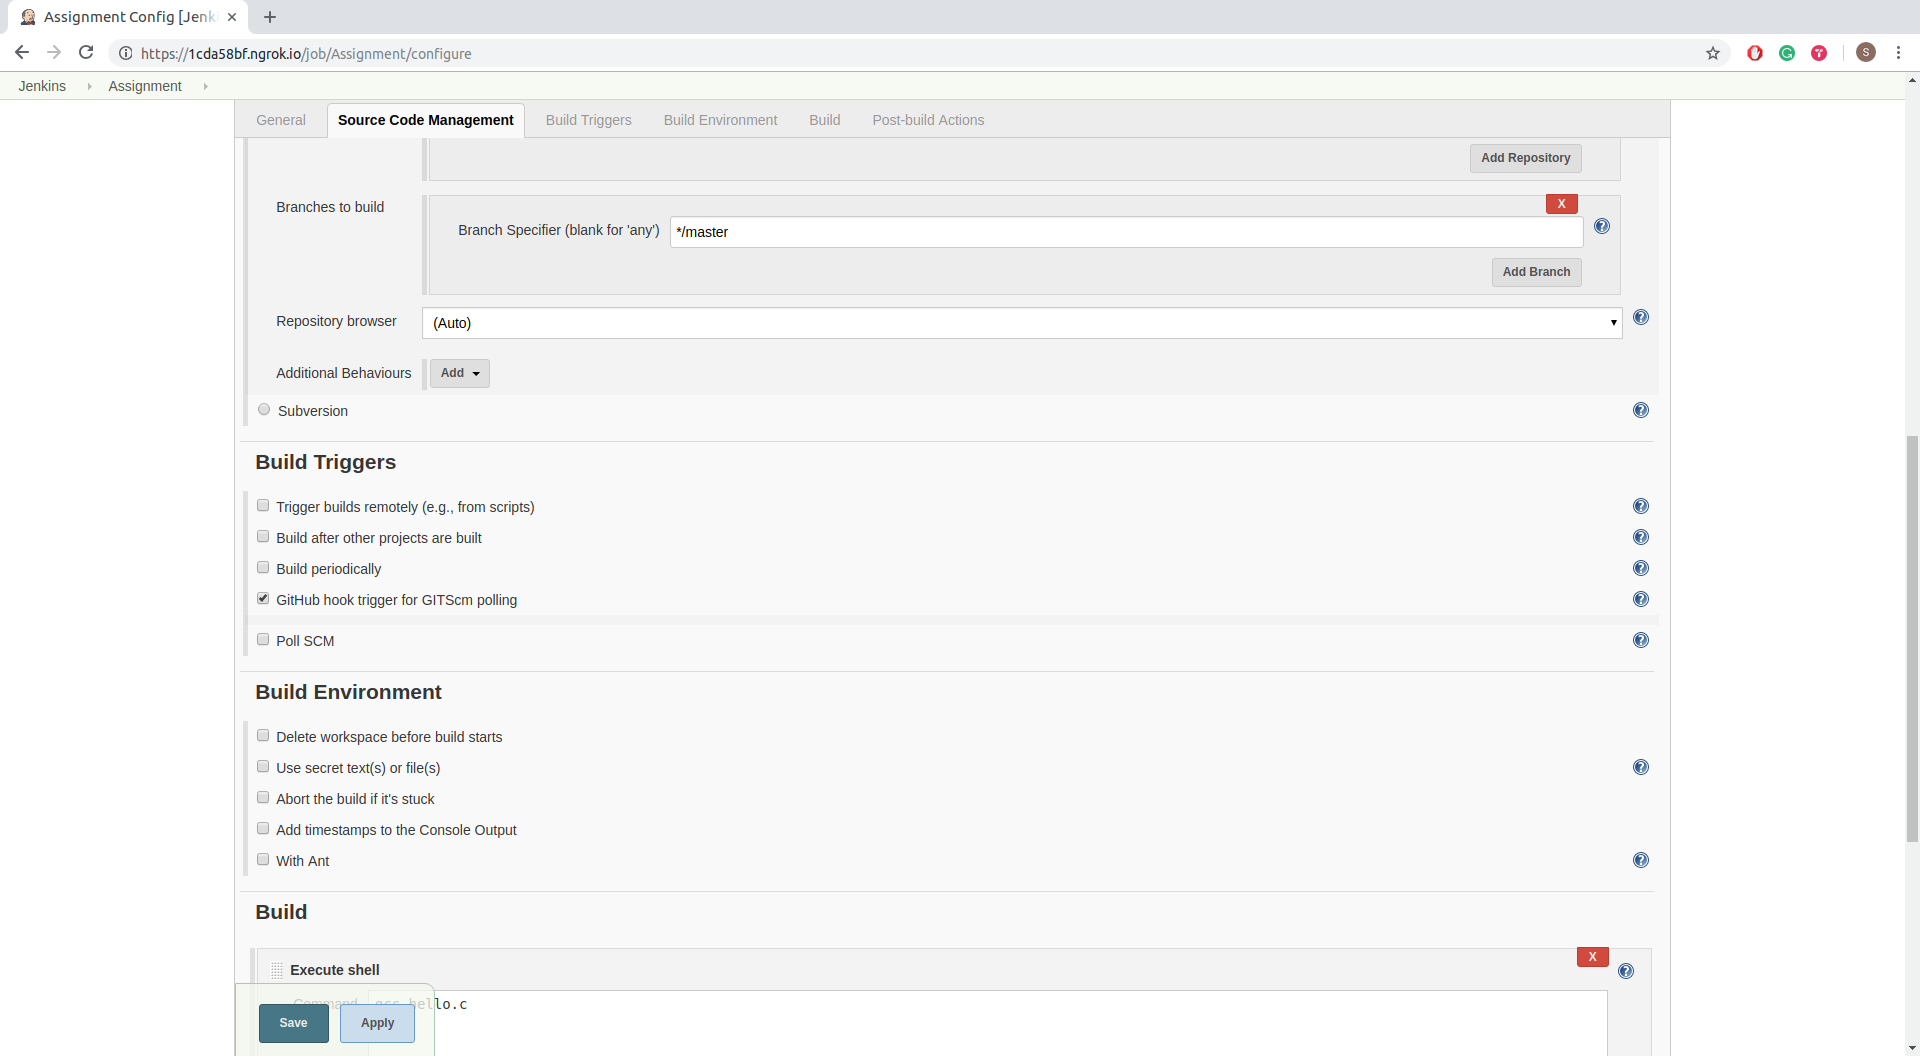 Assignment Config [Jenk
https://1cda58bf.ngrok.io/job/Assignment/configure
S
Jenkins
Assignment
General
Source Code Management
Build Triggers
Build Environment
Build
Post-build Actions
Add Repository
Branches to build
X
Branch Specifier (blank for 'any')
*/master
Add Branch
Repository browser
(Auto)
Additional Behaviours
Add
Subversion
Build Triggers
Trigger builds remotely (e.g., from scripts)
Build after other projects are built
Build periodically
GitHub hook trigger for GITScm polling
Poll SCM
Build Environment
Delete workspace before build starts
Use secret text(s) or file(s)
Abort the build if it's stuck
Add timestamps to the Console Output
With Ant
Build
X
Execute shell
Command
gcc hello.c
Save
Apply